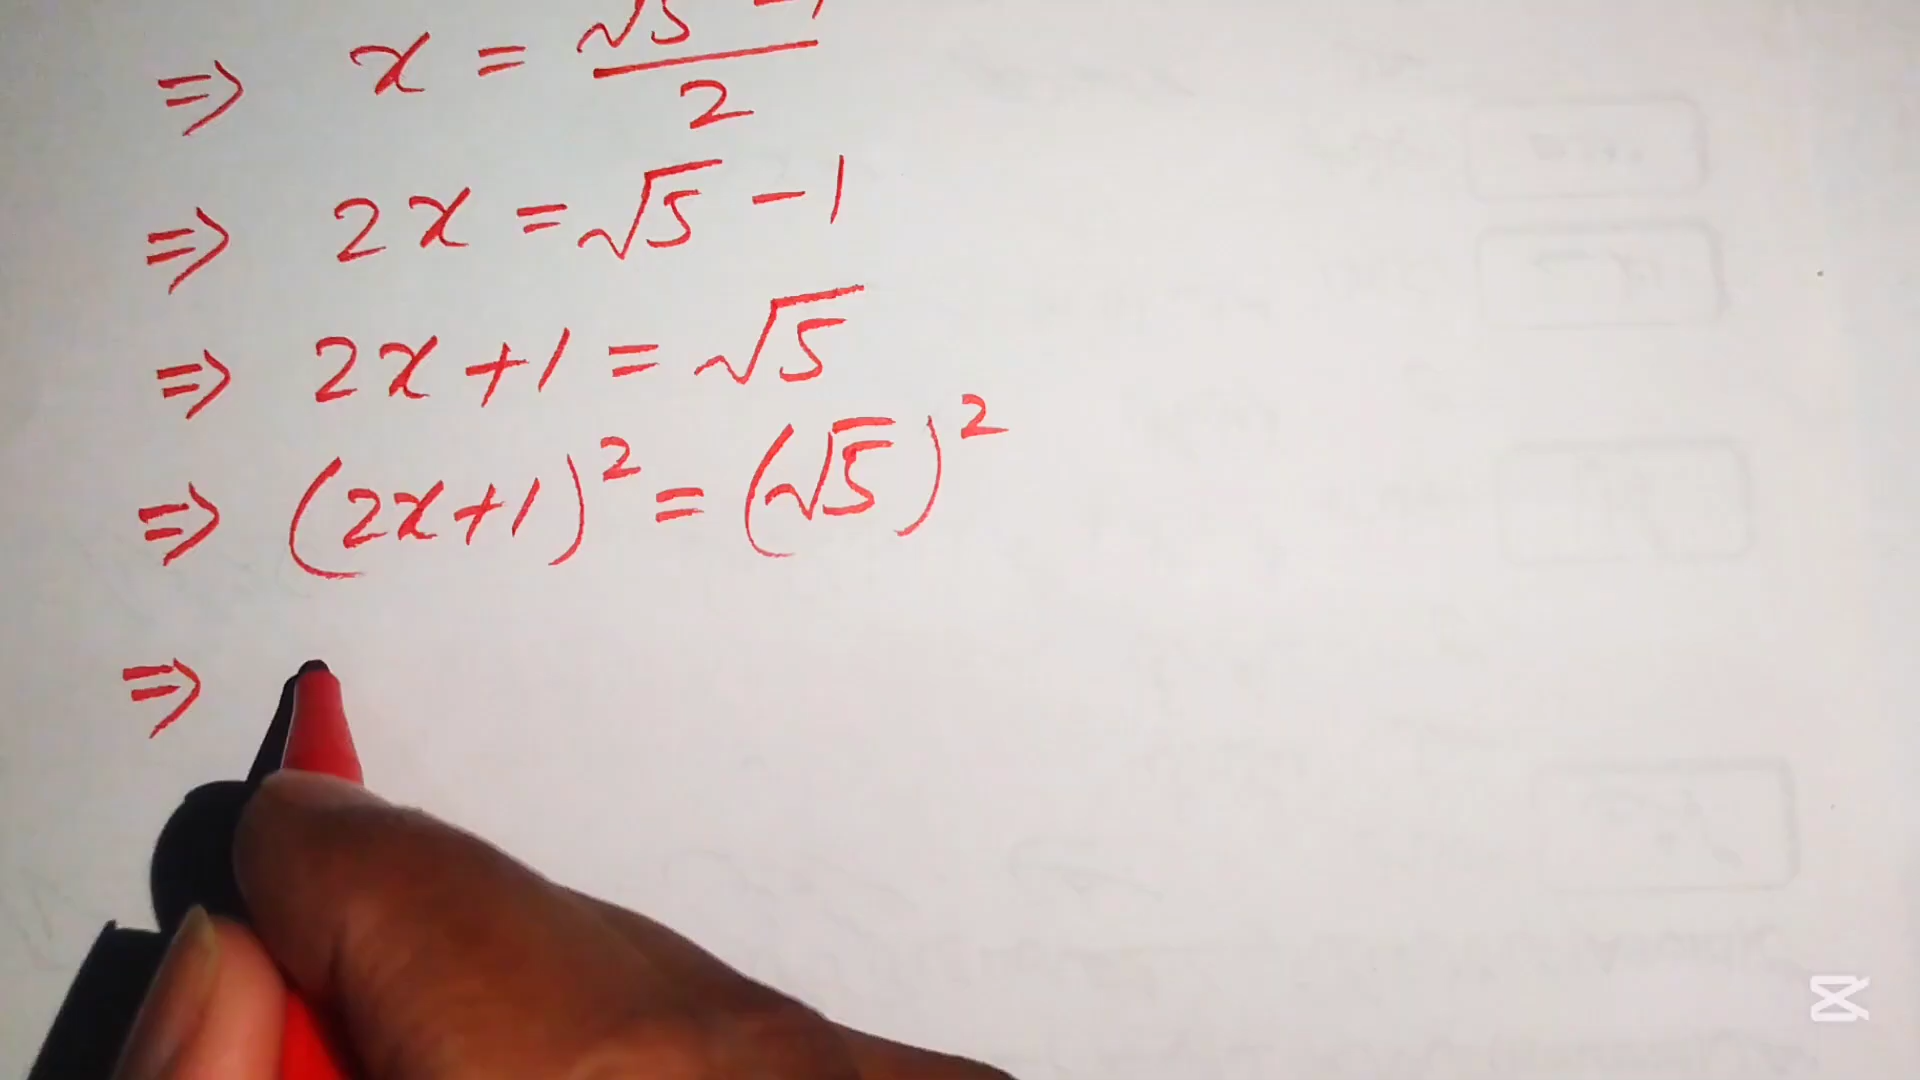 ⇒ x = (√5 - 1)/2
⇒ 2x = √5 - 1
⇒ 2x + 1 = √5
⇒ (2x+1)² = (√5)²
⇒